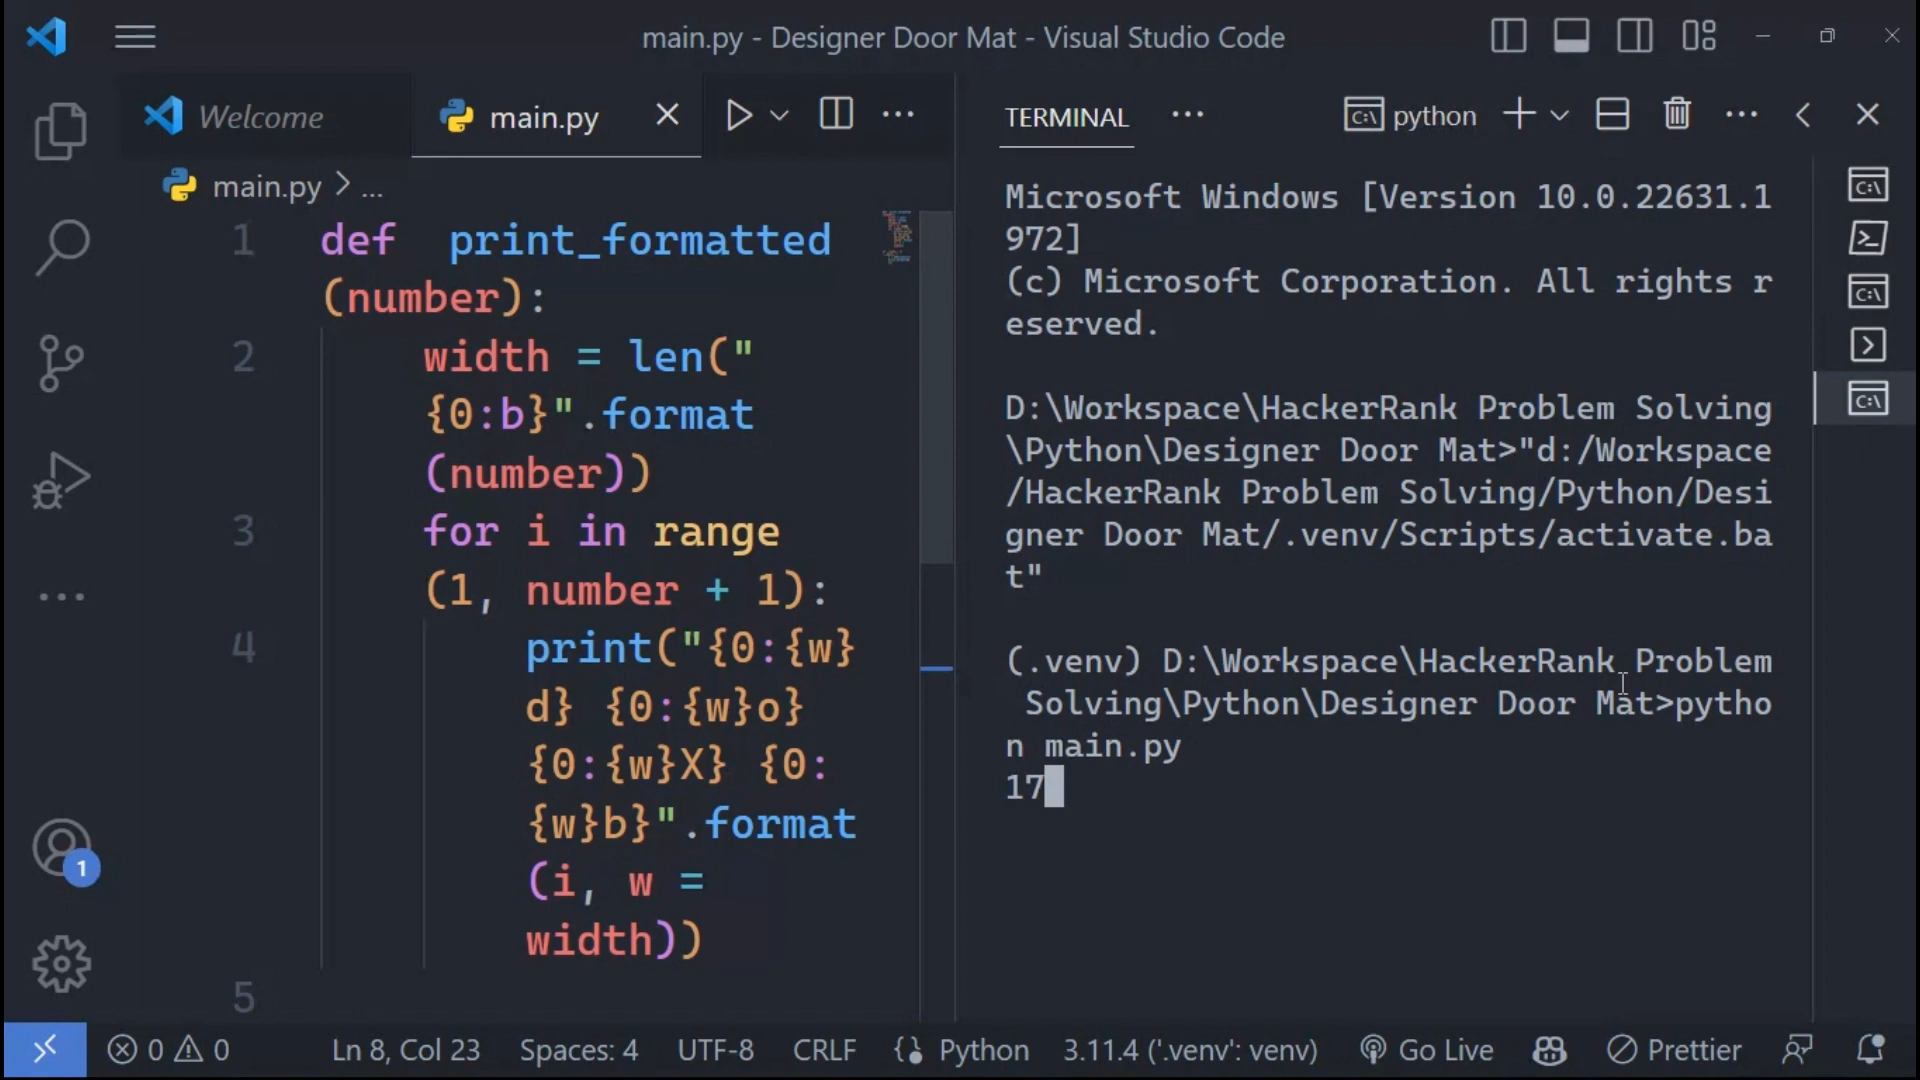 main.py - Designer Door Mat - Visual Studio Code
Welcome
main.py
main.py > ...
1 def print_formatted
(number):
2 width = len("
{0:b}".format
(number))
3 for i in range
(1, number + 1):
4 print("{0:{w}
d} {0:{w}o}
{0:{w}X} {0:
{w}b}".format
(i, w =
width))
5
TERMINAL ... python
Microsoft Windows [Version 10.0.22631.1
972]
(c) Microsoft Corporation. All rights r
eserved.
D:\Workspace\HackerRank Problem Solving
\Python\Designer Door Mat>"d:/Workspace
/HackerRank Problem Solving/Python/Desi
gner Door Mat/.venv/Scripts/activate.ba
t"
(.venv) D:\Workspace\HackerRank Problem
Solving\Python\Designer Door Mat>pytho
n main.py
17
1
0 0 Ln 8, Col 23 Spaces: 4 UTF-8 CRLF Python 3.11.4 ('.venv': venv) Go Live Prettier